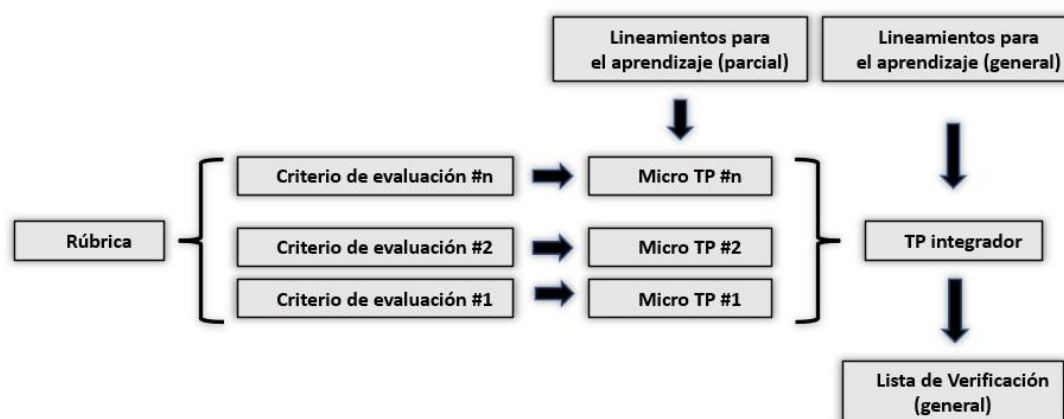 Lineamientos para
el aprendizaje (parcial)
Lineamientos para
el aprendizaje (general)
Criterio de evaluación #n
Micro TP #n
Rúbrica
Criterio de evaluación #2
Micro TP #2
TP integrador
Criterio de evaluación #1
Micro TP #1
Lista de Verificación
(general)